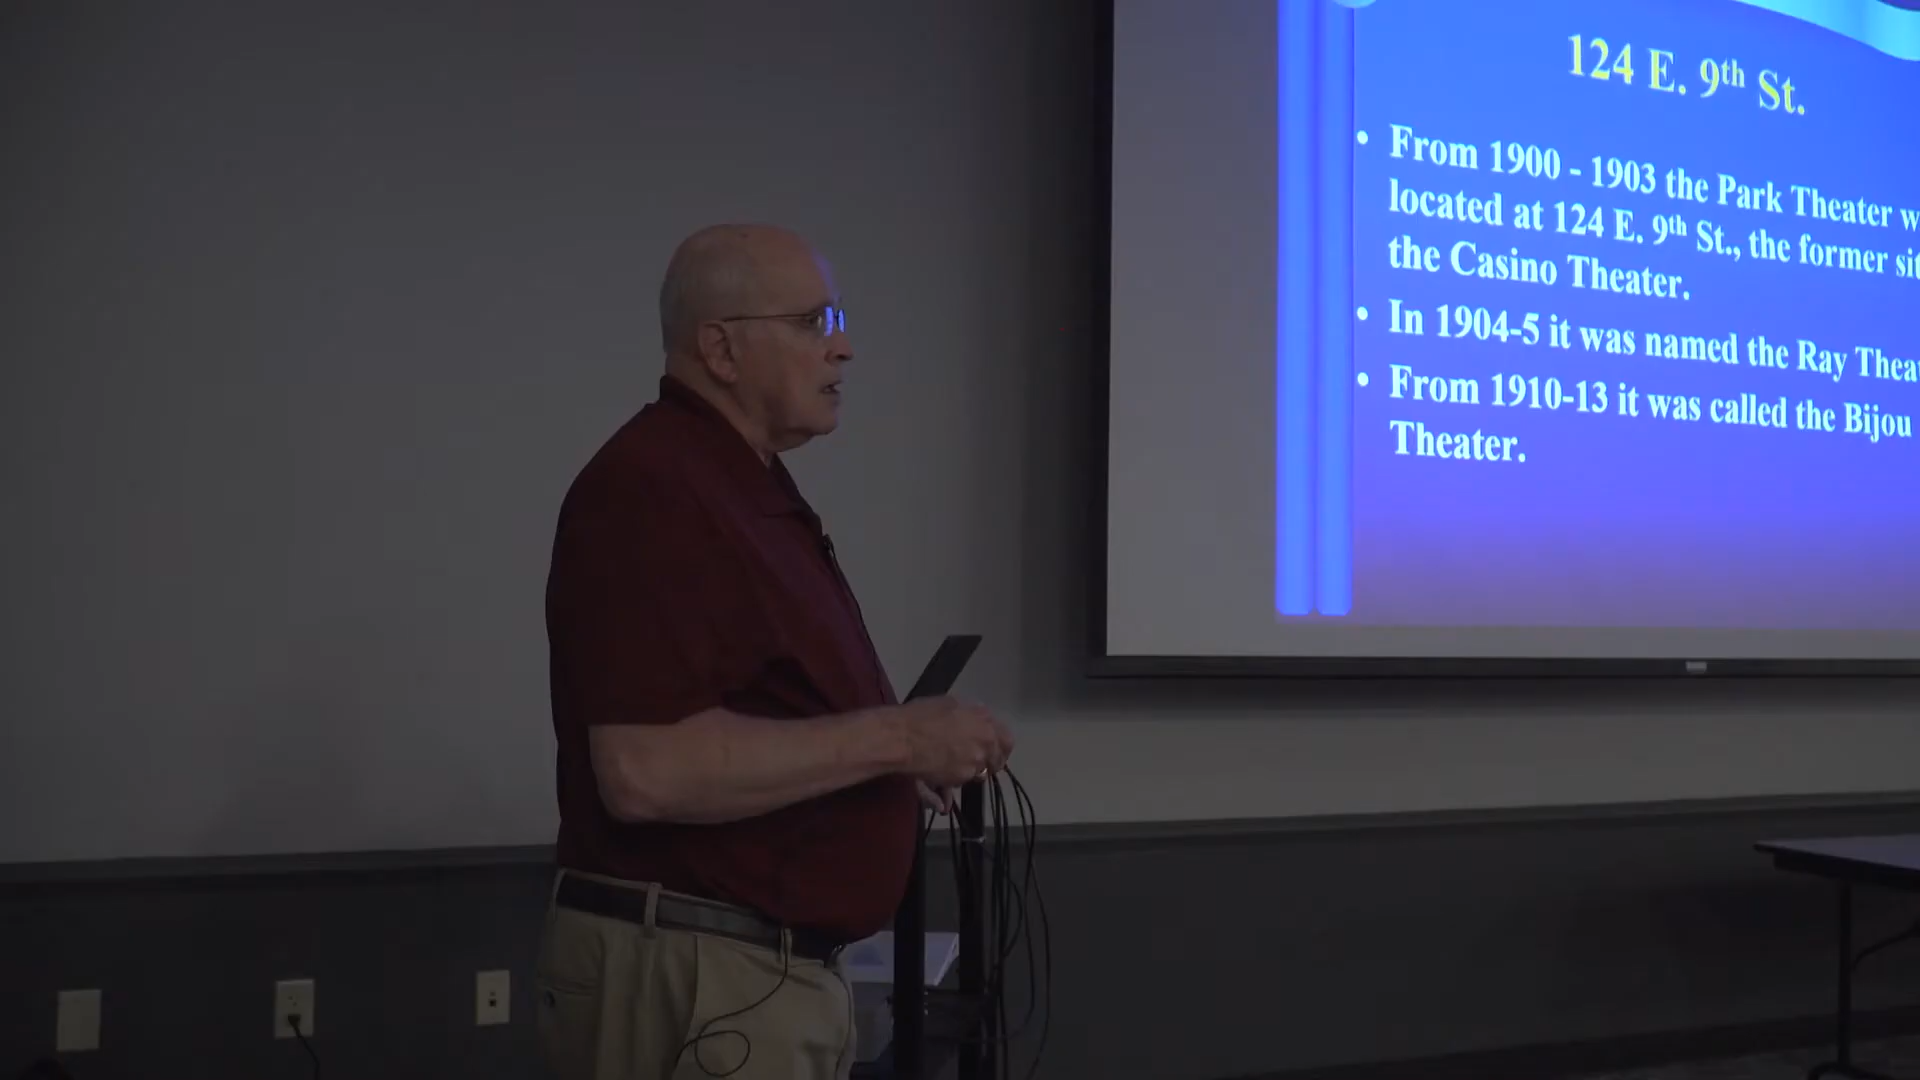 124 E. 9th St.
• From 1900 - 1903 the Park Theater
located at 124 E. 9th St., the former
the Casino Theater.
• In 1904-5 it was named the Ray
• From 1910-13 it was called the Bijou
Theater.